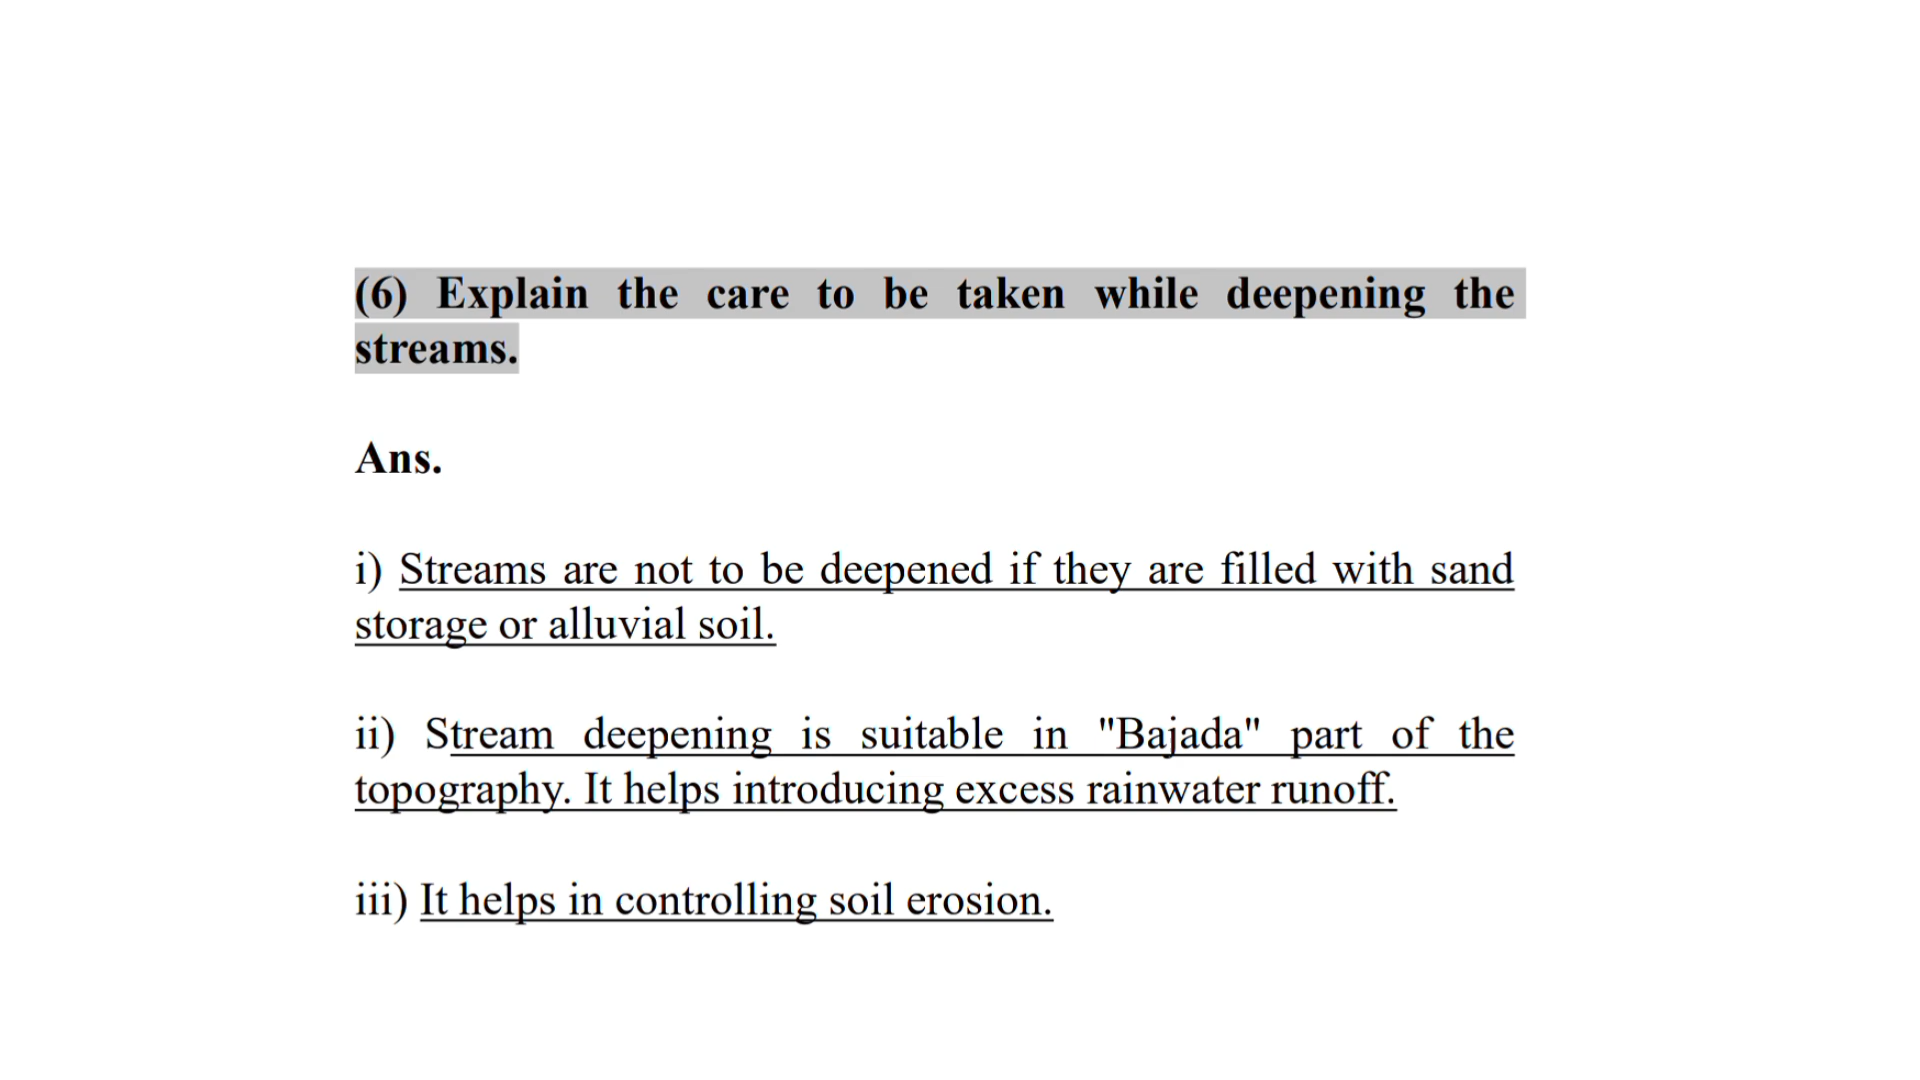 (6) Explain the care to be taken while deepening the
streams.
Ans.
i) Streams are not to be deepened if they are filled with sand
storage or alluvial soil.
ii) Stream deepening is suitable in "Bajada" part of the
topography. It helps introducing excess rainwater runoff.
iii) It helps in controlling soil erosion.